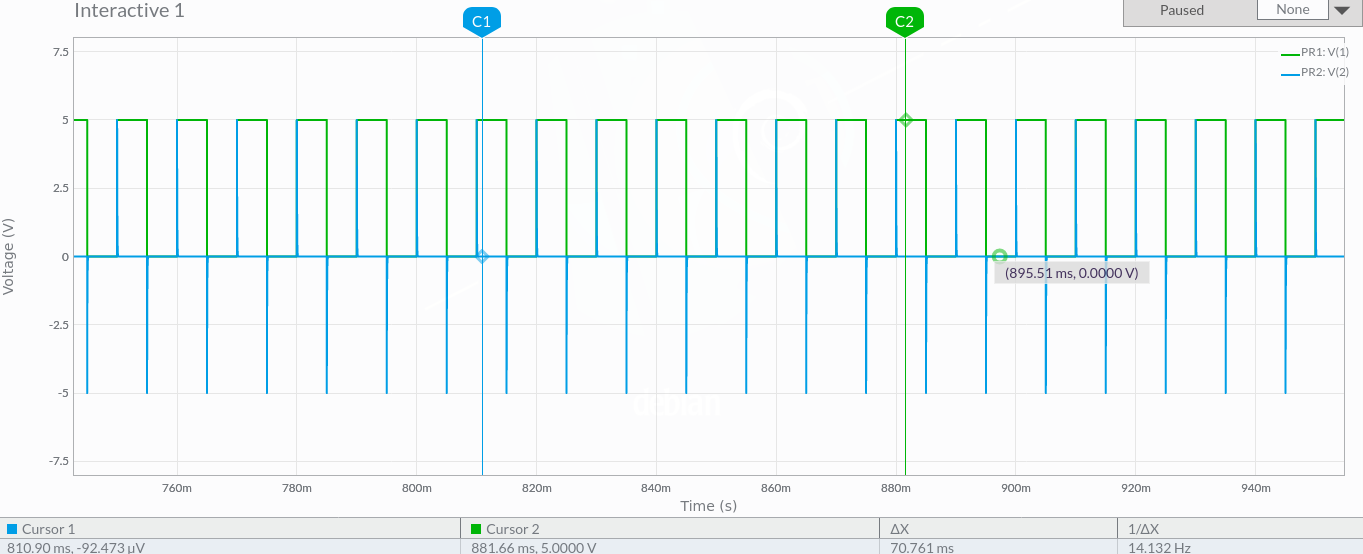 Interactive 1
Paused
None
C1
C2
PR1: V(1)
PR2: V(2)
7.5
5
2.5
0
-2.5
-5
-7.5
Voltage (V)
(895.51 ms, 0.0000 V)
debian
760m 780m 800m 820m 840m 860m 880m 900m 920m 940m
Time (s)
Cursor 1 Cursor 2 ΔX 1/ΔX
810.90 ms, -92.473 µV 881.66 ms, 5.0000 V 70.761 ms 14.132 Hz